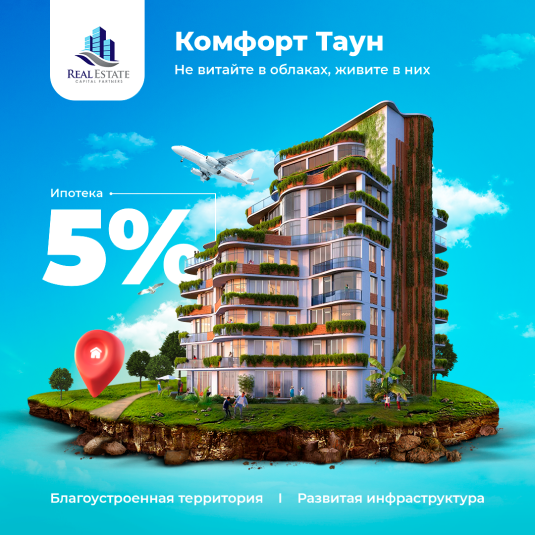 REAL ESTATE
CAPITAL PARTNERS
Комфорт Таун
Не витайте в облаках, живите в них
Ипотека
5%
Благоустроенная территория | Развитая инфраструктура